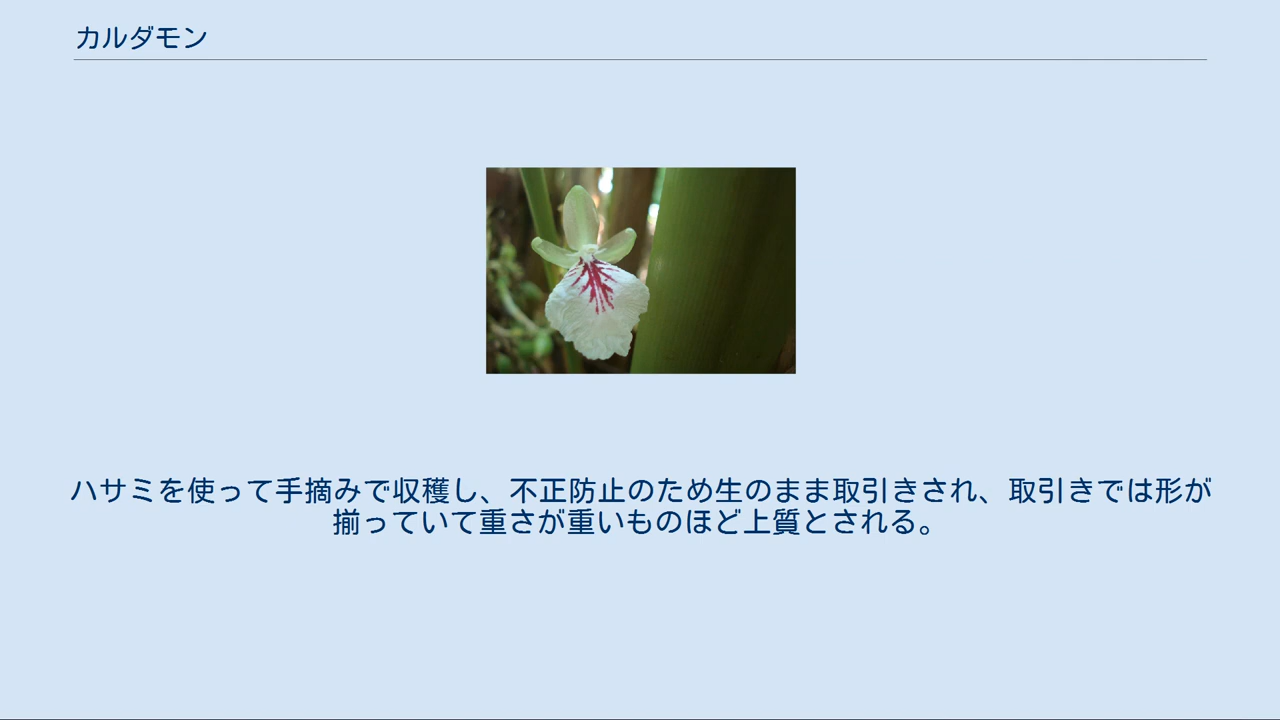 カルダモン
ハサミを使って手摘みで収穫し、不正防止のため生のまま取引きされ、取引きでは形が
揃っていて重さが重いものほど上質とされる。